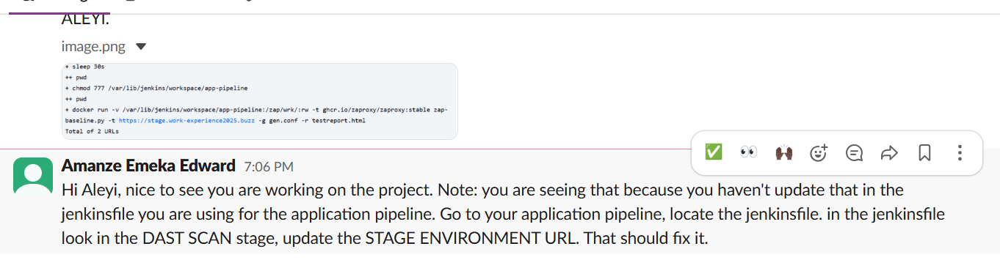 ALEYI.
image.png
+ sleep 30s
++ pwd
+ chmod 777 /var/lib/jenkins/workspace/app-pipeline
++ pwd
+ docker run -v /var/lib/jenkins/workspace/app-pipeline:/zap/wrk/:rw -t ghcr.io/zaproxy/zaproxy:stable zap-
baseline.py -t https://stage.work-experience2025.buzz -g gen.conf -r testreport.html
Total of 2 URLs
Amanze Emeka Edward 7:06 PM
Hi Aleyi, nice to see you are working on the project. Note: you are seeing that because you haven't update that in the
jenkinsfile you are using for the application pipeline. Go to your application pipeline, locate the jenkinsfile. in the jenkinsfile
look in the DAST SCAN stage, update the STAGE ENVIRONMENT URL. That should fix it.